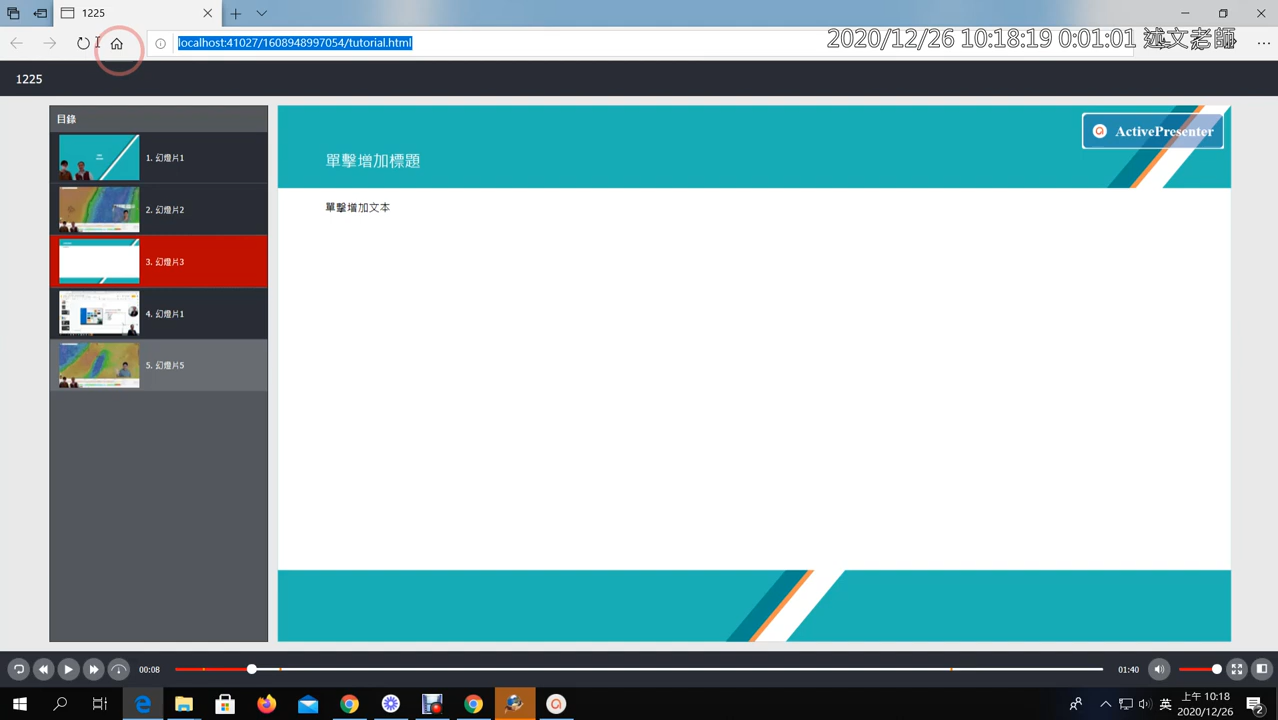 1225
localhost:41027/1608948997054/tutorial.html
2020/12/26 10:18:19 0:01:01 述文老師
1225
目錄
1. 幻燈片1
2. 幻燈片2
3. 幻燈片3
4. 幻燈片1
5. 幻燈片5
ActivePresenter
單擊增加標題
單擊增加文本
00:08
01:40
英
上午 10:18
2020/12/26
2